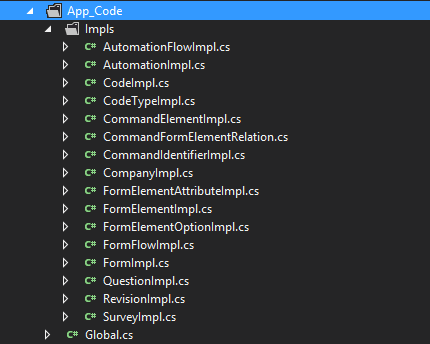 App_Code
Impls
C# AutomationFlowImpl.cs
C# AutomationImpl.cs
C# CodeImpl.cs
C# CodeTypeImpl.cs
C# CommandElementImpl.cs
C# CommandFormElementRelation.cs
C# CommandIdentifierImpl.cs
C# CompanyImpl.cs
C# FormElementAttributeImpl.cs
C# FormElementImpl.cs
C# FormElementOptionImpl.cs
C# FormFlowImpl.cs
C# FormImpl.cs
C# QuestionImpl.cs
C# RevisionImpl.cs
C# SurveyImpl.cs
C# Global.cs